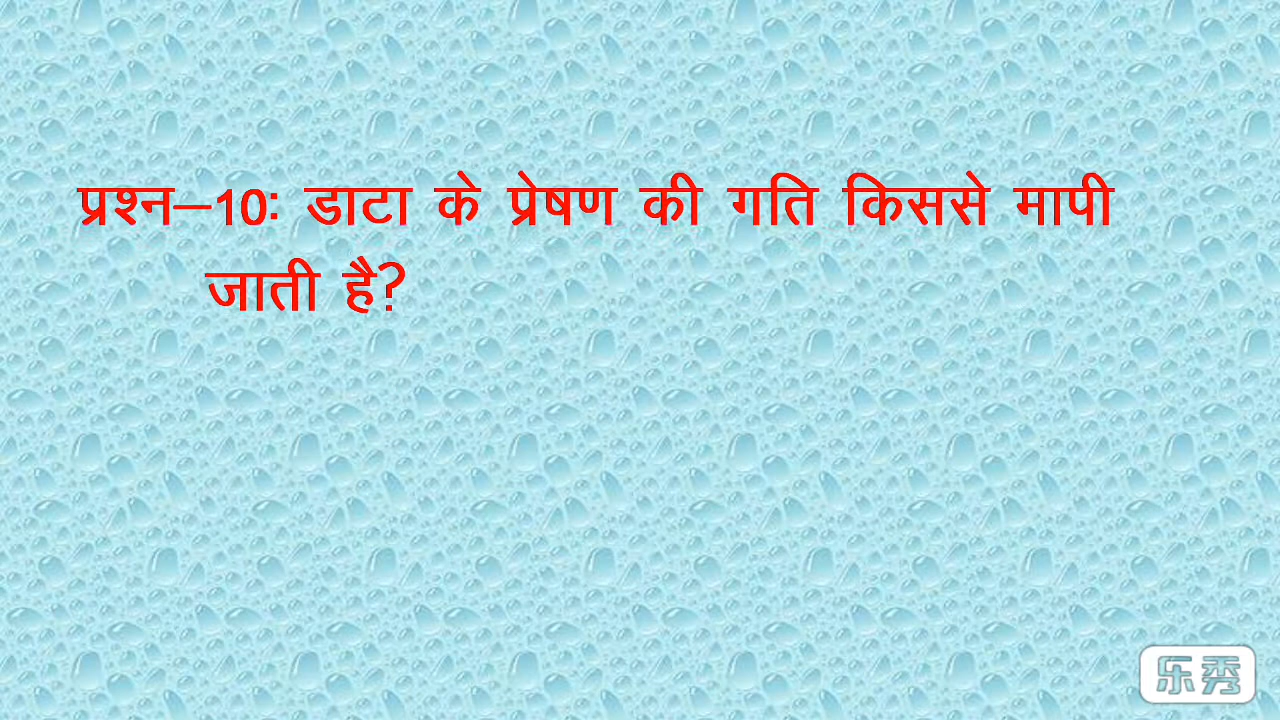 प्रश्न–10: डाटा के प्रेषण की गति किससे मापी
जाती है?
乐秀